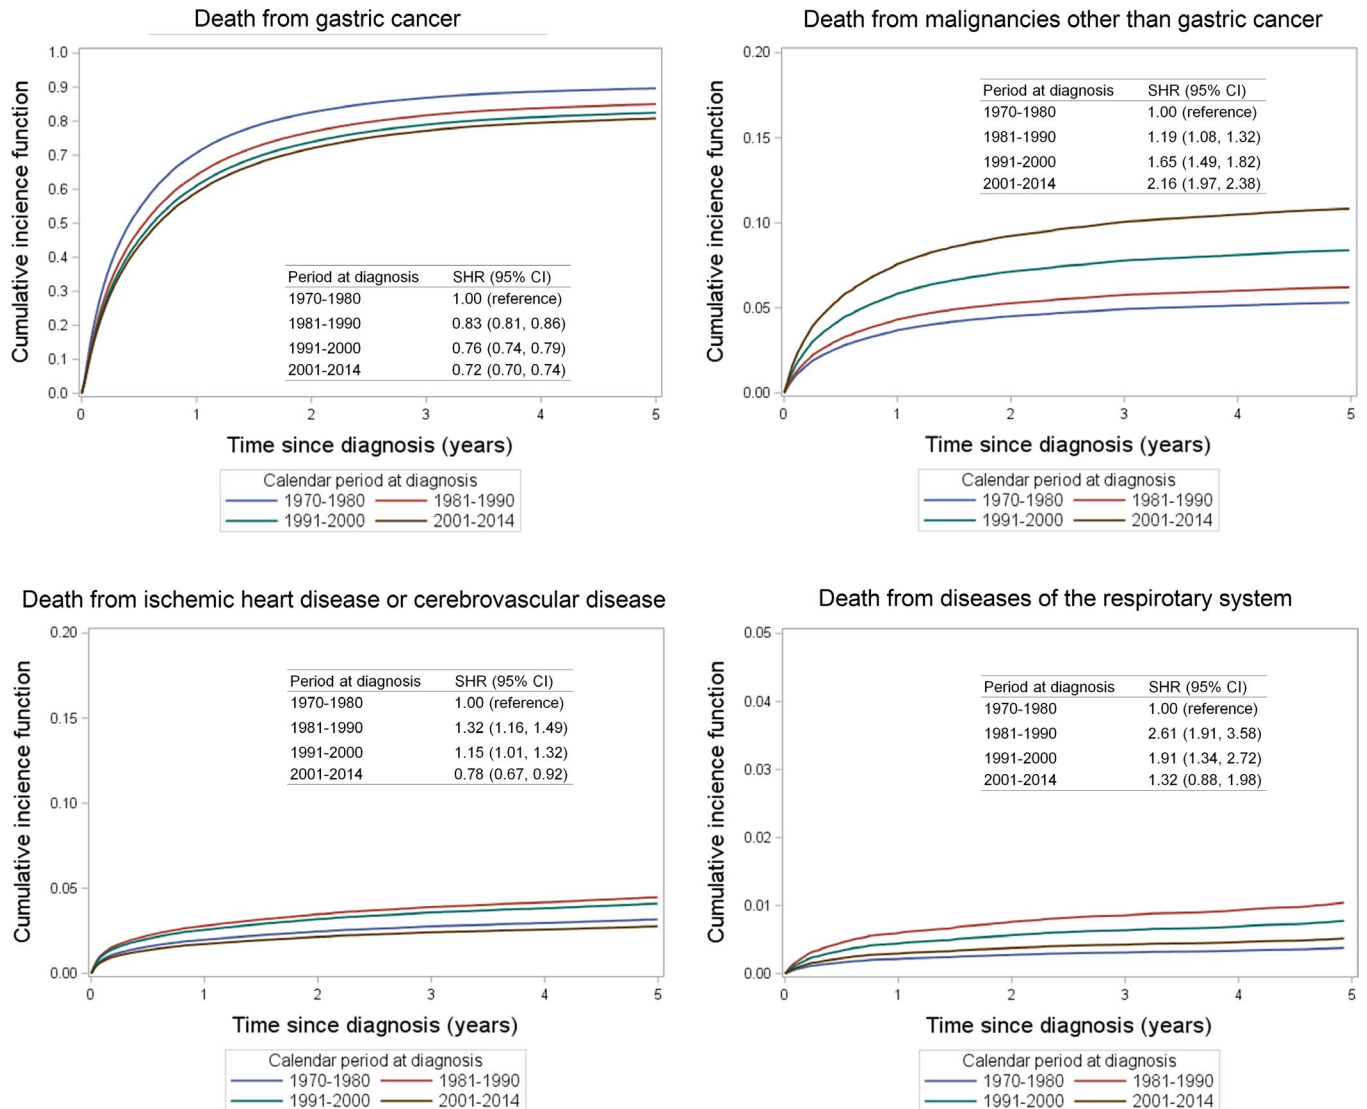 Death from gastric cancer
Cumulative incience function
1.0
0.9
0.8
0.7
0.6
0.5
0.4
0.3
0.2
0.1
0.0
Period at diagnosis SHR (95% CI)
1970-1980 1.00 (reference)
1981-1990 0.83 (0.81, 0.86)
1991-2000 0.76 (0.74, 0.79)
2001-2014 0.72 (0.70, 0.74)
0 1 2 3 4 5
Time since diagnosis (years)
Calendar period at diagnosis
1970-1980 1981-1990
1991-2000 2001-2014
Death from malignancies other than gastric cancer
Cumulative incience function
0.20
0.15
0.10
0.05
0.00
Period at diagnosis SHR (95% CI)
1970-1980 1.00 (reference)
1981-1990 1.19 (1.08, 1.32)
1991-2000 1.65 (1.49, 1.82)
2001-2014 2.16 (1.97, 2.38)
0 1 2 3 4 5
Time since diagnosis (years)
Calendar period at diagnosis
1970-1980 1981-1990
1991-2000 2001-2014
Death from ischemic heart disease or cerebrovascular disease
Cumulative incience function
0.20
0.15
0.10
0.05
0.00
Period at diagnosis SHR (95% CI)
1970-1980 1.00 (reference)
1981-1990 1.32 (1.16, 1.49)
1991-2000 1.15 (1.01, 1.32)
2001-2014 0.78 (0.67, 0.92)
0 1 2 3 4 5
Time since diagnosis (years)
Calendar period at diagnosis
1970-1980 1981-1990
1991-2000 2001-2014
Death from diseases of the respirotary system
Cumulative incience function
0.05
0.04
0.03
0.02
0.01
0.00
Period at diagnosis SHR (95% CI)
1970-1980 1.00 (reference)
1981-1990 2.61 (1.91, 3.58)
1991-2000 1.91 (1.34, 2.72)
2001-2014 1.32 (0.88, 1.98)
0 1 2 3 4 5
Time since diagnosis (years)
Calendar period at diagnosis
1970-1980 1981-1990
1991-2000 2001-2014